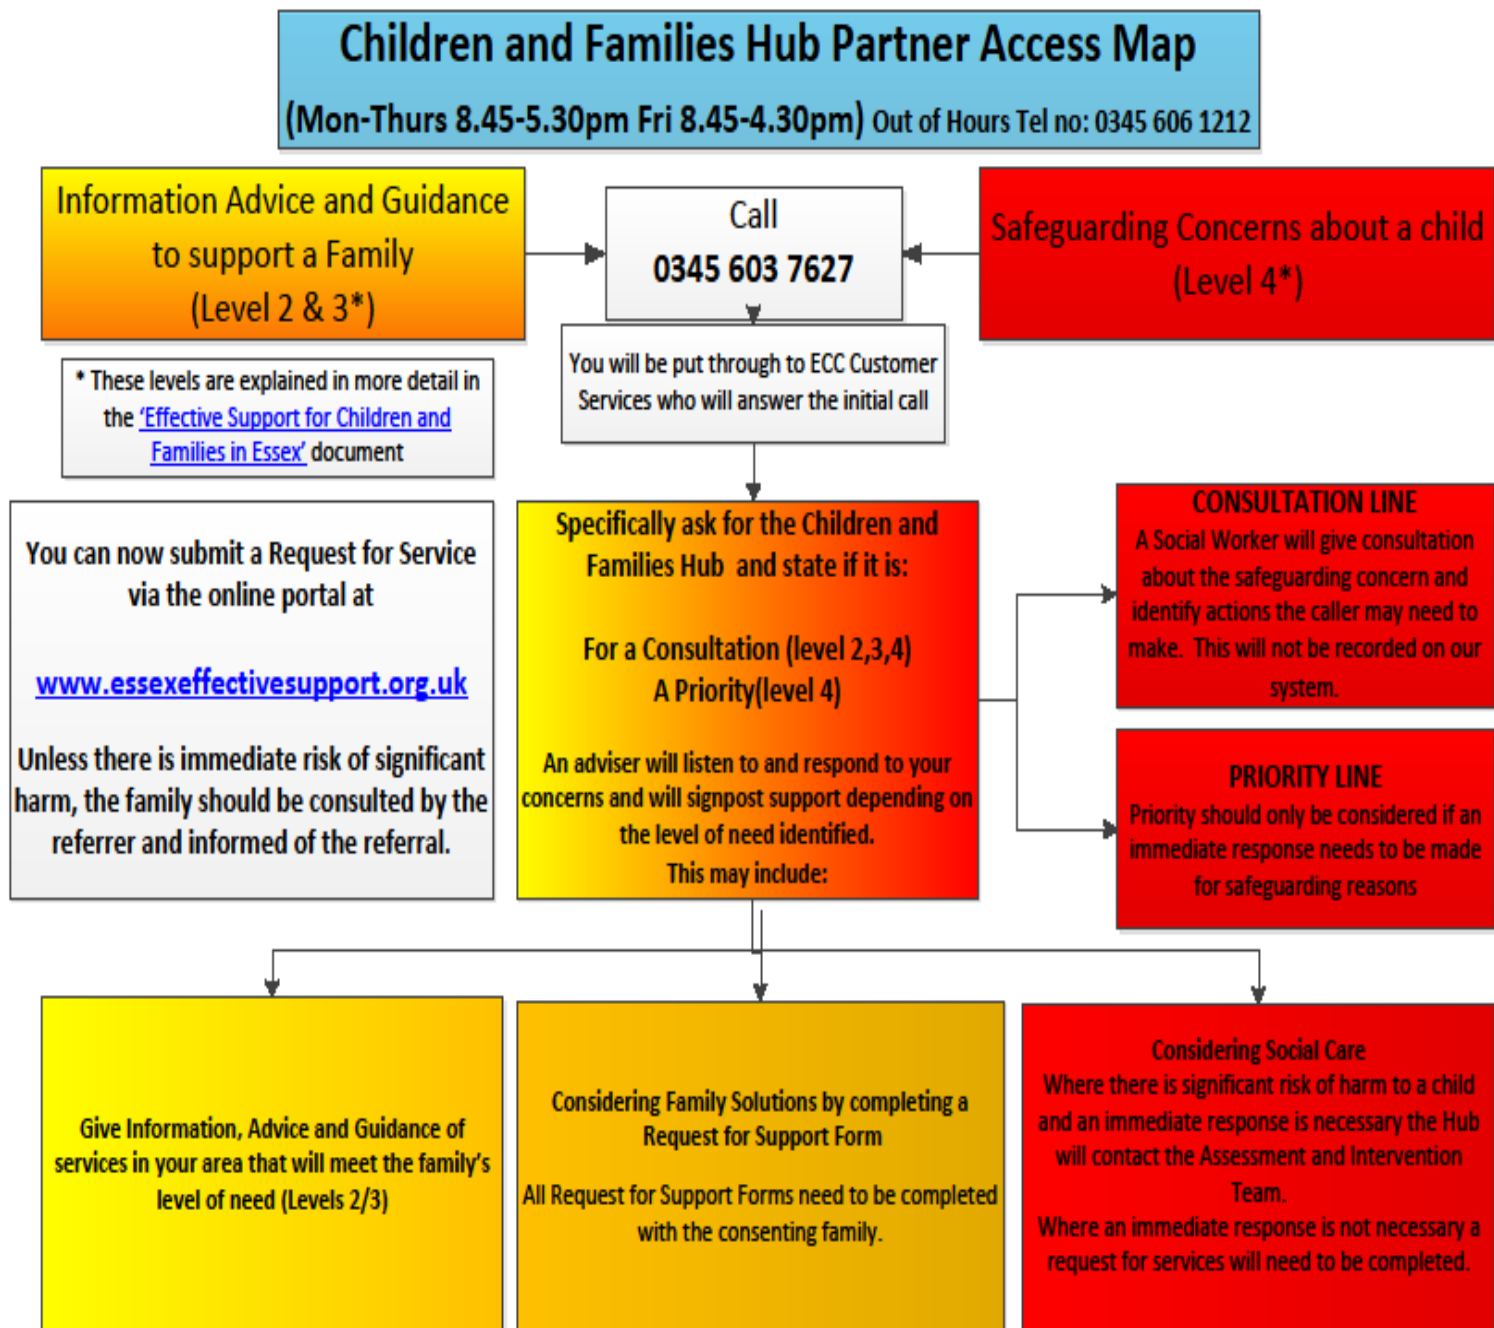 Children and Families Hub Partner Access Map
(Mon-Thurs 8.45-5.30pm Fri 8.45-4.30pm) Out of Hours Tel no: 0345 606 1212
Information Advice and Guidance
to support a Family
(Level 2 & 3*)
Call
0345 603 7627
Safeguarding Concerns about a child
(Level 4*)
You will be put through to ECC Customer
Services who will answer the initial call
* These levels are explained in more detail in
the 'Effective Support for Children and
Families in Essex' document
You can now submit a Request for Service
via the online portal at
www.essexeffectivesupport.org.uk
Unless there is immediate risk of significant
harm, the family should be consulted by the
referrer and informed of the referral.
Specifically ask for the Children and
Families Hub and state if it is:
For a Consultation (level 2,3,4)
A Priority(level 4)
An adviser will listen to and respond to your
concerns and will signpost support depending on
the level of need identified.
This may include:
CONSULTATION LINE
A Social Worker will give consultation
about the safeguarding concern and
identify actions the caller may need to
make. This will not be recorded on our
system.
PRIORITY LINE
Priority should only be considered if an
immediate response needs to be made
for safeguarding reasons
Give Information, Advice and Guidance of
services in your area that will meet the family's
level of need (Levels 2/3)
Considering Family Solutions by completing a
Request for Support Form
All Request for Support Forms need to be completed
with the consenting family.
Considering Social Care
Where there is significant risk of harm to a child
and an immediate response is necessary the Hub
will contact the Assessment and Intervention
Team.
Where an immediate response is not necessary a
request for services will need to be completed.